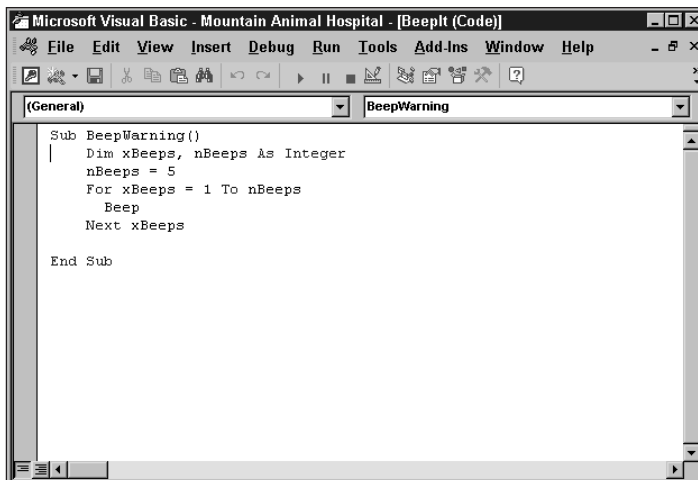 Microsoft Visual Basic - Mountain Animal Hospital - [BeepIt (Code)]
File Edit View Insert Debug Run Tools Add-Ins Window Help
(General) BeepWarning
Sub BeepWarning()
    Dim xBeeps, nBeeps As Integer
    nBeeps = 5
    For xBeeps = 1 To nBeeps
      Beep
    Next xBeeps
End Sub